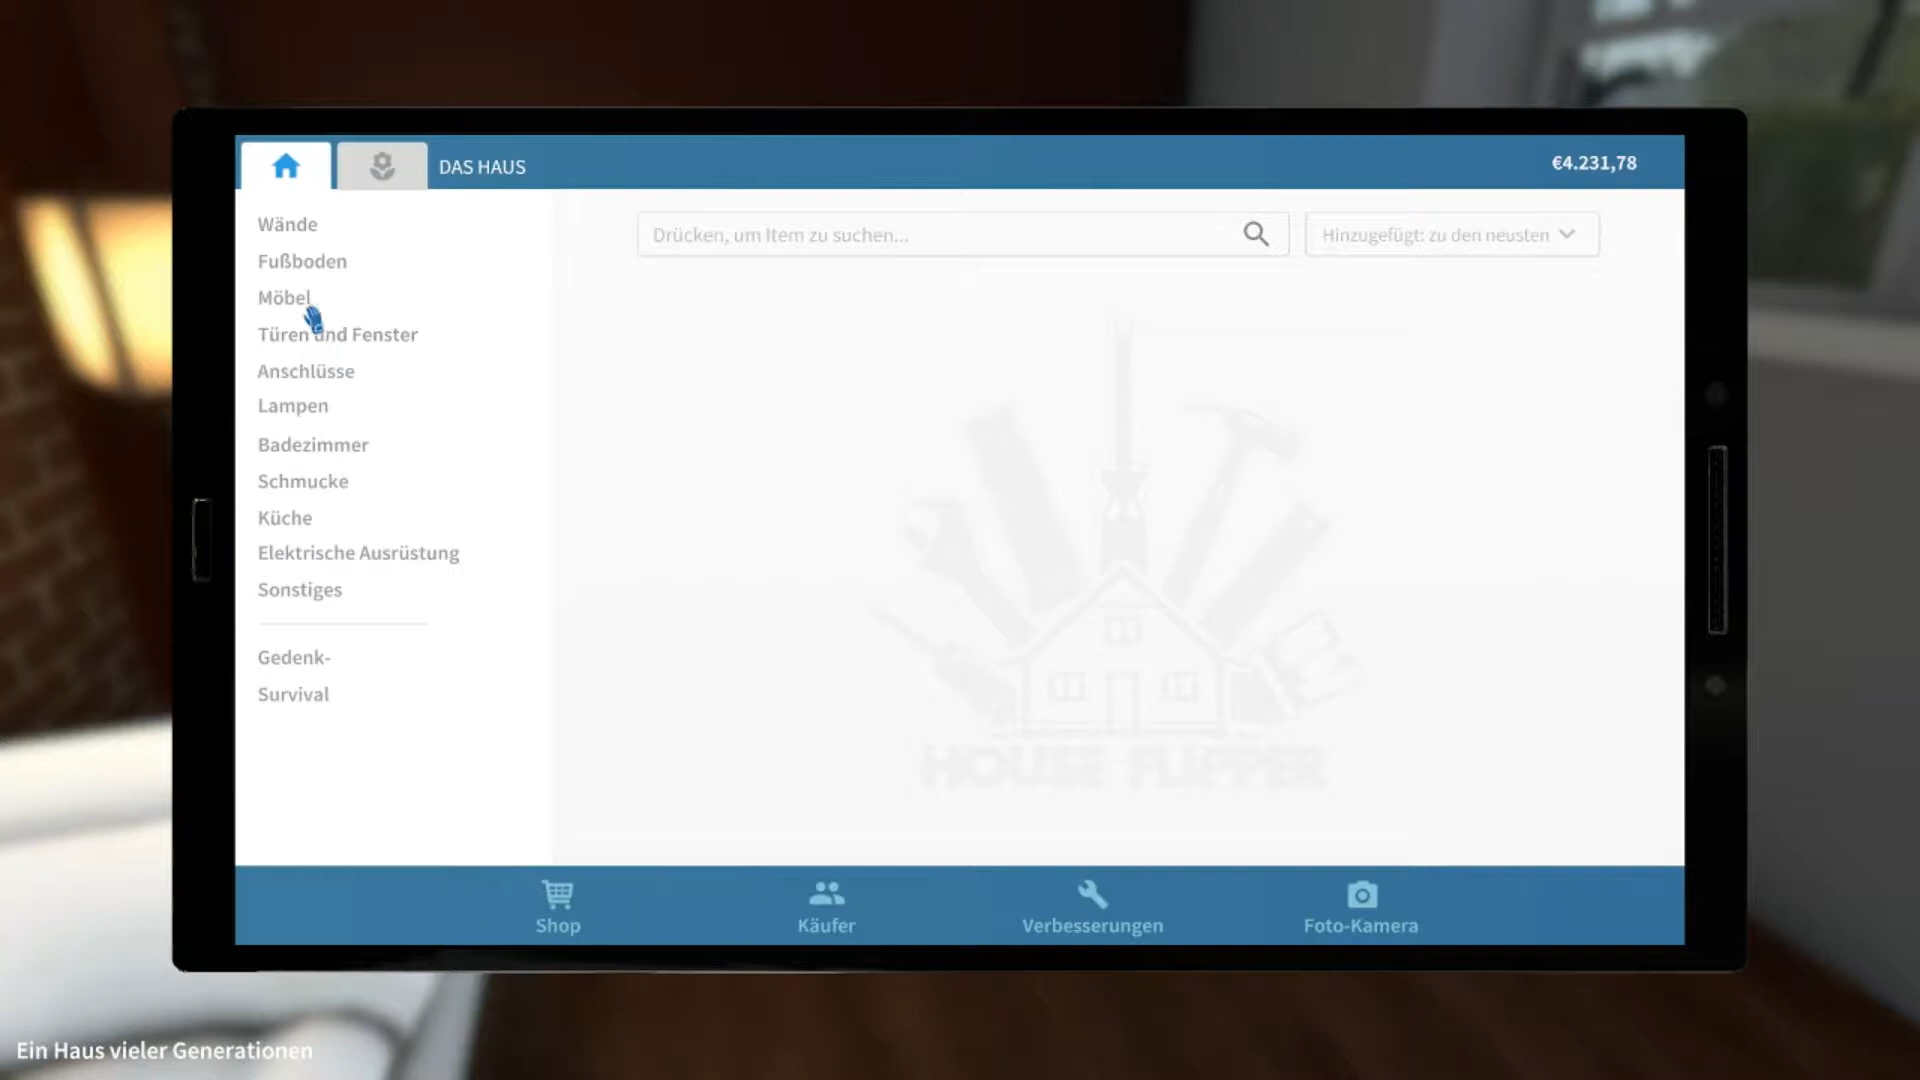 DAS HAUS
€4.231,78
Drücken, um Item zu suchen...
Hinzugefügt: zu den neusten
Wände
Fußboden
Möbel
Türen und Fenster
Anschlüsse
Lampen
Badezimmer
Schmucke
Küche
Elektrische Ausrüstung
Sonstiges
Gedenk-
Survival
HOUSE FLIPPER
Shop
Käufer
Verbesserungen
Foto-Kamera
Ein Haus vieler Generationen